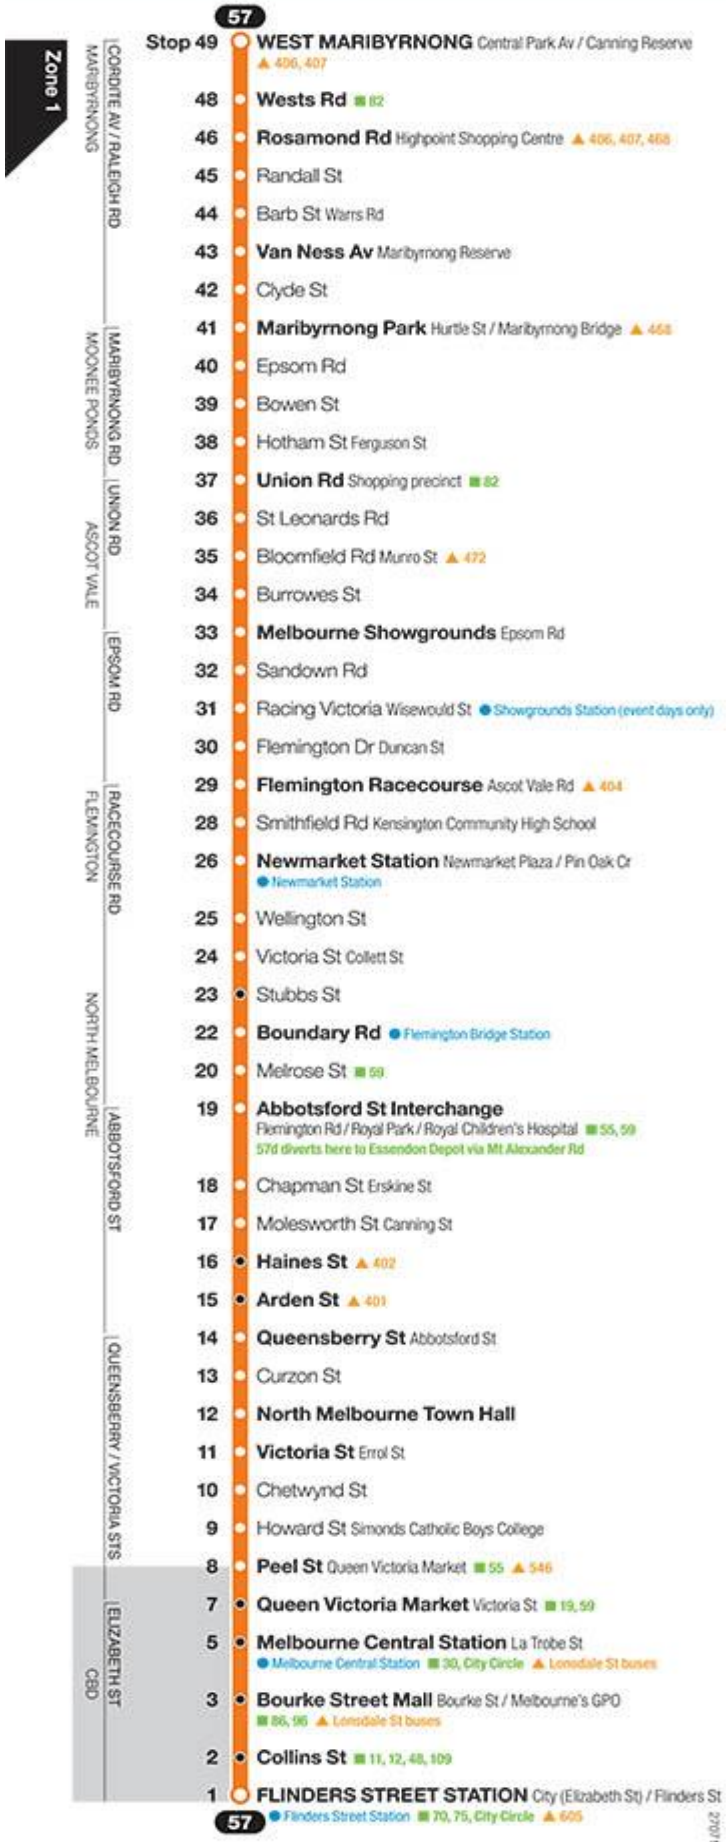 57
Stop 49 WEST MARIBYRNONG Central Park Av / Canning Reserve
406, 407
48 Wests Rd 82
46 Rosamond Rd Highpoint Shopping Centre 406, 407, 468
45 Randall St
44 Barb St Warrs Rd
43 Van Ness Av Maribyrnong Reserve
42 Clyde St
41 Maribyrnong Park Hurtle St / Maribyrnong Bridge 468
40 Epsom Rd
39 Bowen St
38 Hotham St Ferguson St
37 Union Rd Shopping precinct 82
36 St Leonards Rd
35 Bloomfield Rd Munro St 472
34 Burrowes St
33 Melbourne Showgrounds Epsom Rd
32 Sandown Rd
31 Racing Victoria Wisewould St Showgrounds Station (event days only)
30 Flemington Dr Duncan St
29 Flemington Racecourse Ascot Vale Rd 404
28 Smithfield Rd Kensington Community High School
26 Newmarket Station Newmarket Plaza / Pin Oak Cr
Newmarket Station
25 Wellington St
24 Victoria St Collett St
23 Stubbs St
22 Boundary Rd Flemington Bridge Station
20 Melrose St 59
19 Abbotsford St Interchange
Flemington Rd / Royal Park / Royal Children's Hospital 55, 59
57d diverts here to Essendon Depot via Mt Alexander Rd
18 Chapman St Erskine St
17 Molesworth St Canning St
16 Haines St 402
15 Arden St 401
14 Queensberry St Abbotsford St
13 Curzon St
12 North Melbourne Town Hall
11 Victoria St Errol St
10 Chetwynd St
9 Howard St Simonds Catholic Boys College
8 Peel St Queen Victoria Market 55 546
7 Queen Victoria Market Victoria St 19, 59
5 Melbourne Central Station La Trobe St
Melbourne Central Station 30, City Circle Lonsdale St buses
3 Bourke Street Mall Bourke St / Melbourne's GPO
86, 96 Lonsdale St buses
2 Collins St 11, 12, 48, 109
1 FLINDERS STREET STATION City (Elizabeth St) / Flinders St
57 Flinders Street Station 70, 75, City Circle 605
Zone 1
CORDITE AV / RALEIGH RD
MARIBYRNONG
MARIBYRNONG RD
MOONEE PONDS
UNION RD
ASCOT VALE
EPSOM RD
RACECOURSE RD
FLEMINGTON
NORTH MELBOURNE
ABBOTSFORD ST
QUEENSBERRY / VICTORIA STS
ELIZABETH ST
CBD
2707